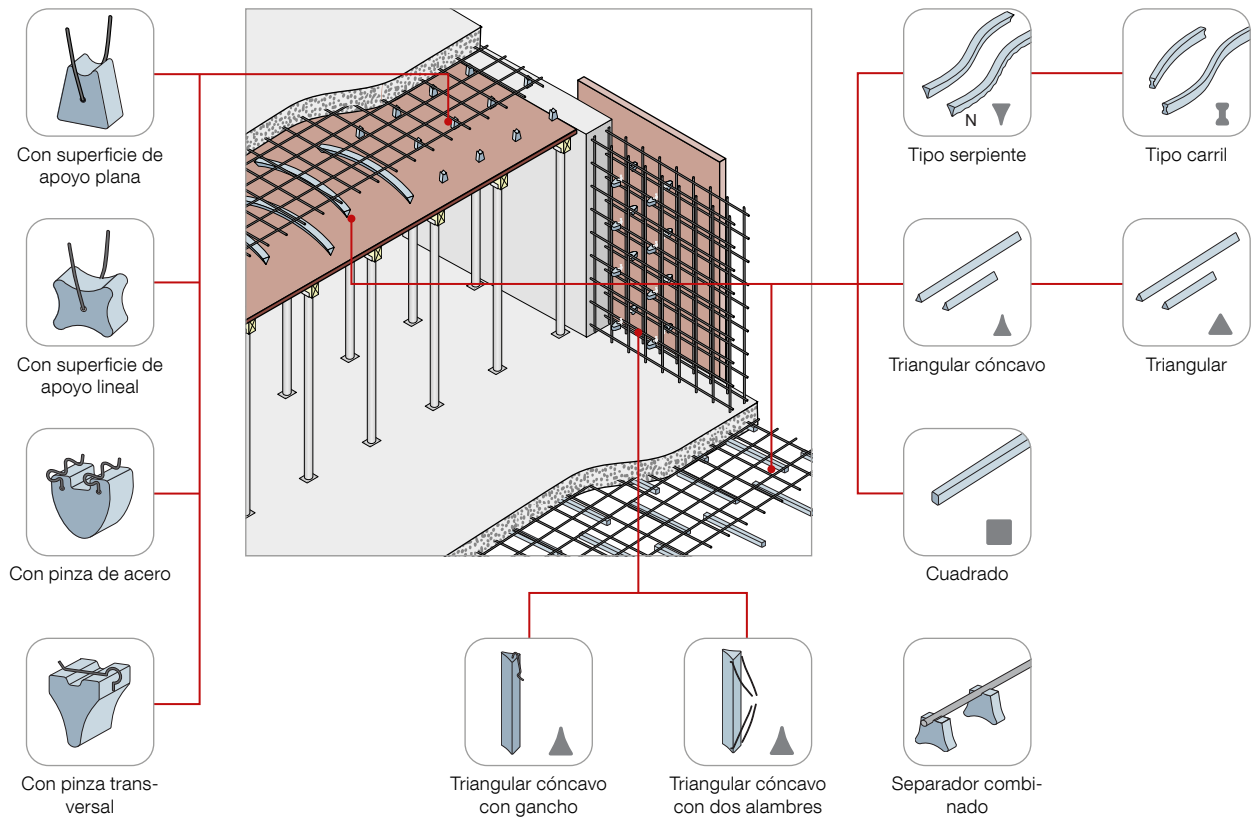 Con superficie de
apoyo plana
N
Tipo serpiente
Tipo carril
Con superficie de
apoyo lineal
Triangular cóncavo
Triangular
Con pinza de acero
Cuadrado
Con pinza trans-
versal
Triangular cóncavo
con gancho
Triangular cóncavo
con dos alambres
Separador combi-
nado